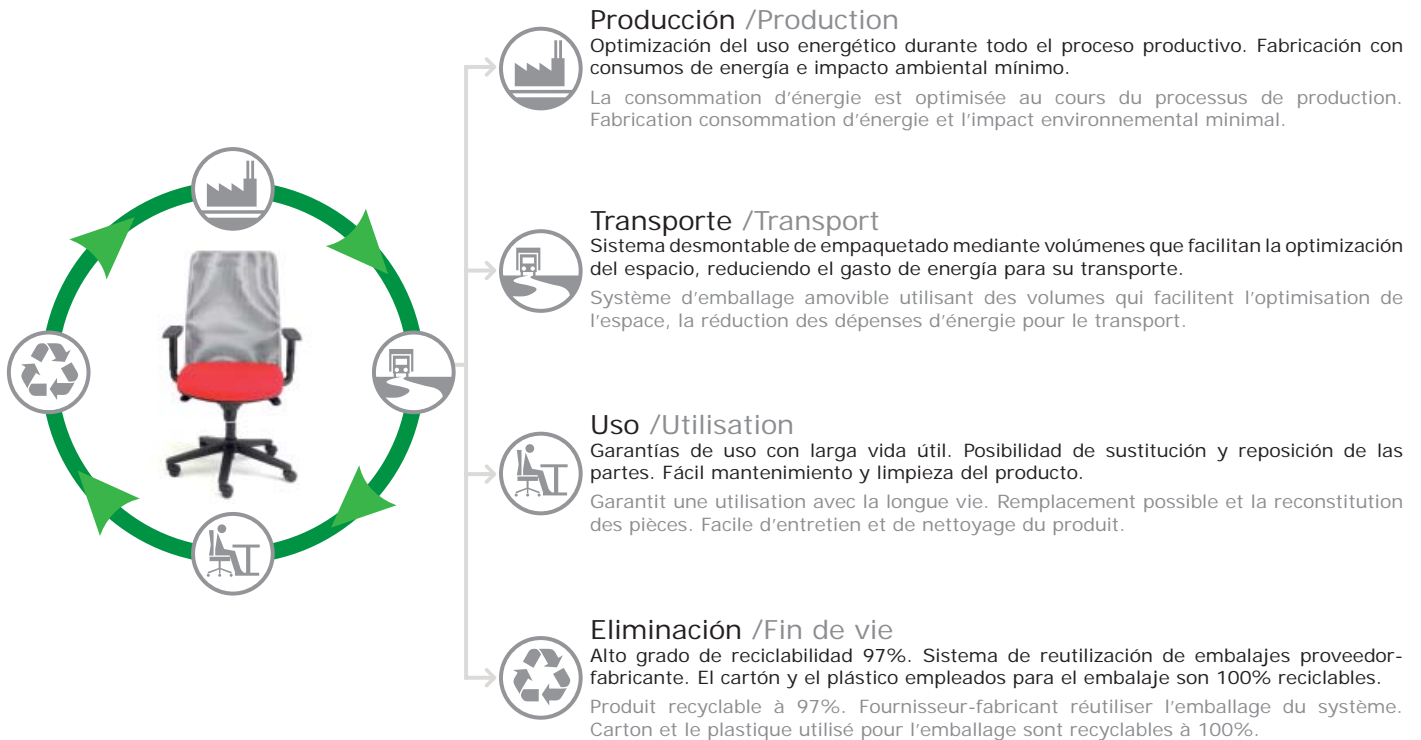 Producción /Production
Optimización del uso energético durante todo el proceso productivo. Fabricación con
consumos de energía e impacto ambiental mínimo.
La consommation d'énergie est optimisée au cours du processus de production.
Fabrication consommation d'énergie et l'impact environnemental minimal.
Transporte /Transport
Sistema desmontable de empaquetado mediante volúmenes que facilitan la optimización
del espacio, reduciendo el gasto de energía para su transporte.
Système d'emballage amovible utilisant des volumes qui facilitent l'optimisation de
l'espace, la réduction des dépenses d'énergie pour le transport.
Uso /Utilisation
Garantías de uso con larga vida útil. Posibilidad de sustitución y reposición de las
partes. Fácil mantenimiento y limpieza del producto.
Garantit une utilisation avec la longue vie. Remplacement possible et la reconstitution
des pièces. Facile d'entretien et de nettoyage du produit.
Eliminación /Fin de vie
Alto grado de reciclabilidad 97%. Sistema de reutilización de embalajes proveedor-
fabricante. El cartón y el plástico empleados para el embalaje son 100% reciclables.
Produit recyclable à 97%. Fournisseur-fabricant réutiliser l'emballage du système.
Carton et le plastique utilisé pour l'emballage sont recyclables à 100%.